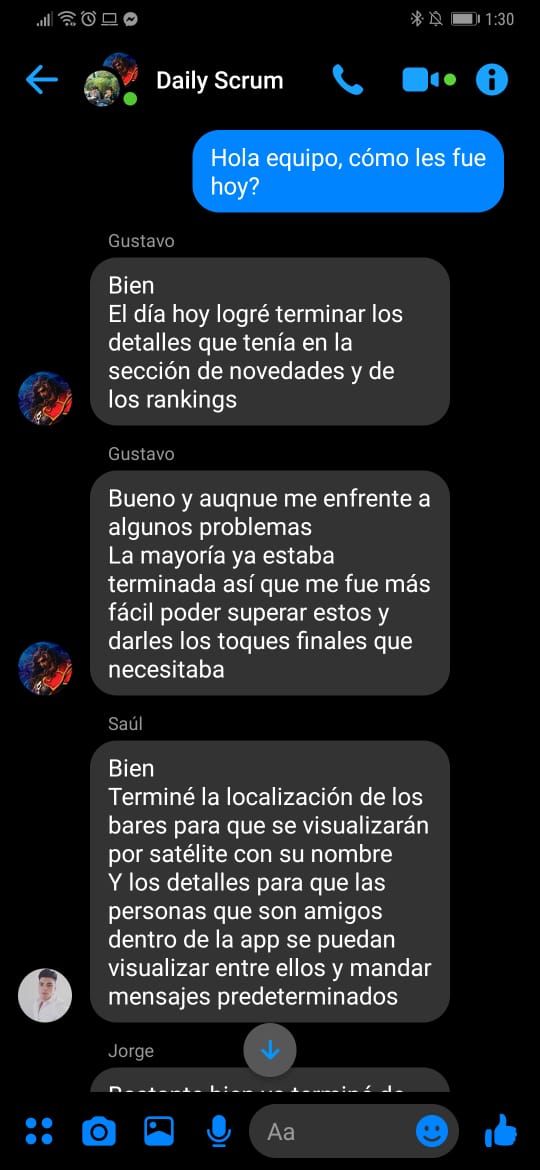 1:30
Daily Scrum
Hola equipo, cómo les fue
hoy?
Gustavo
Bien
El día hoy logré terminar los
detalles que tenía en la
sección de novedades y de
los rankings
Gustavo
Bueno y auqnue me enfrente a
algunos problemas
La mayoría ya estaba
terminada así que me fue más
fácil poder superar estos y
darles los toques finales que
necesitaba
Saúl
Bien
Terminé la localización de los
bares para que se visualizarán
por satélite con su nombre
Y los detalles para que las
personas que son amigos
dentro de la app se puedan
visualizar entre ellos y mandar
mensajes predeterminados
Jorge
Bastante bien ya terminé de
Aa